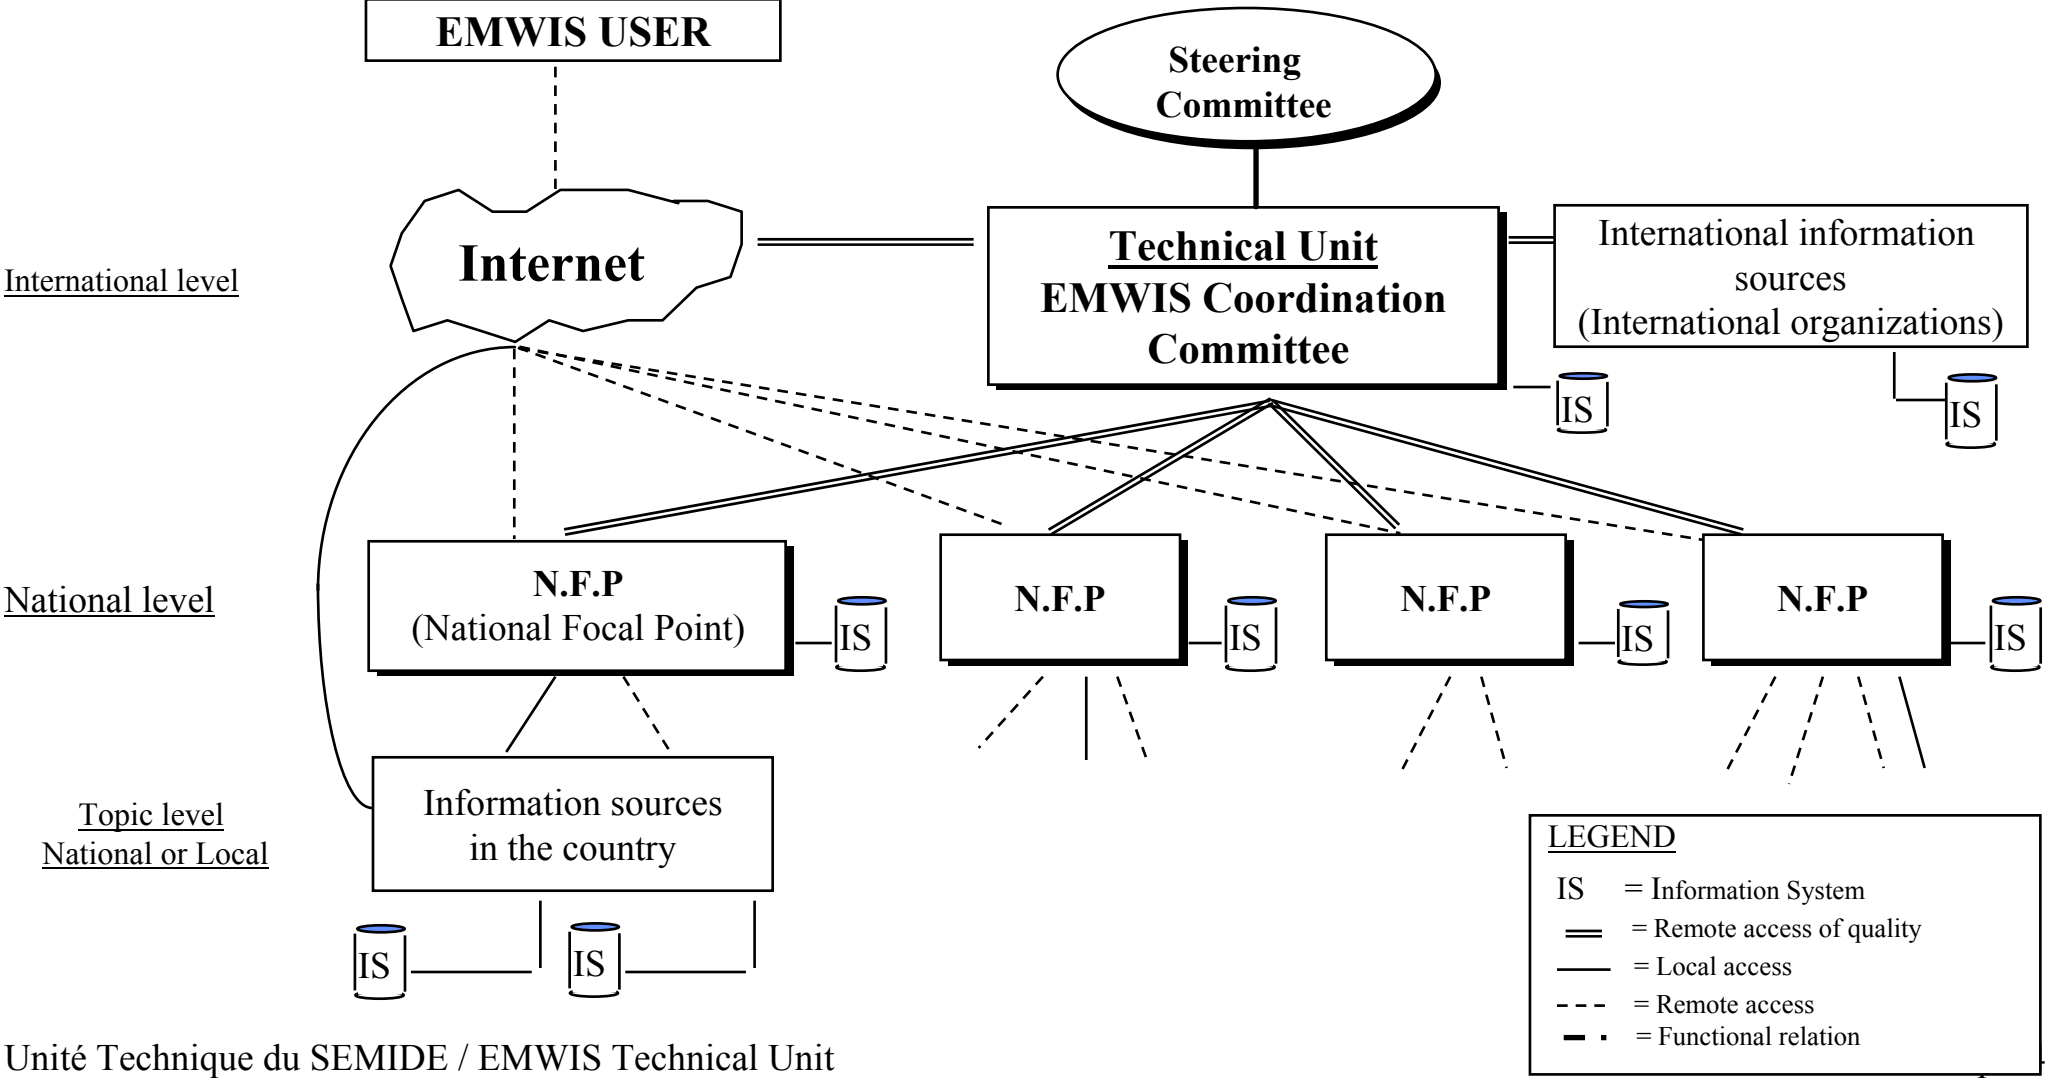 EMWIS USER
Steering
Committee
Internet
Technical Unit
EMWIS Coordination
Committee
International information
sources
(International organizations)
International level
IS
IS
National level
N.F.P
(National Focal Point)
IS
N.F.P
IS
N.F.P
IS
N.F.P
IS
Topic level
National or Local
Information sources
in the country
IS
IS
LEGEND
IS = Information System
= Remote access of quality
= Local access
= Remote access
= Functional relation
Unité Technique du SEMIDE / EMWIS Technical Unit